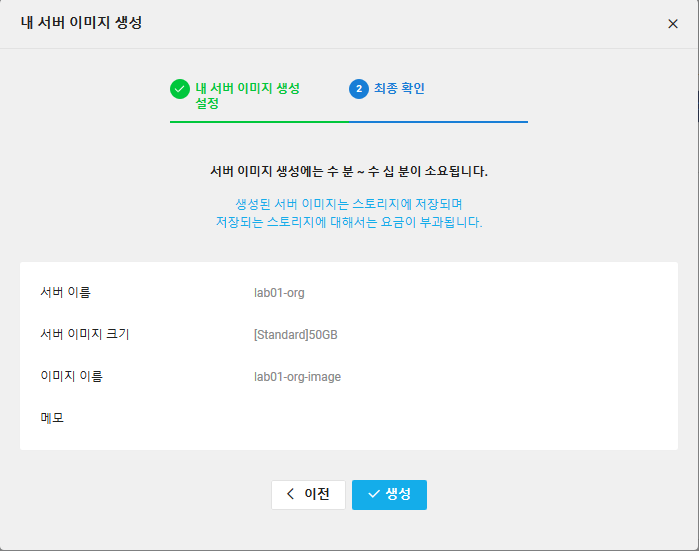 내 서버 이미지 생성
내 서버 이미지 생성
설정
2 최종 확인
서버 이미지 생성에는 수 분 ~ 수 십 분이 소요됩니다.
생성된 서버 이미지는 스토리지에 저장되며
저장되는 스토리지에 대해서는 요금이 부과됩니다.
서버 이름 lab01-org
서버 이미지 크기 [Standard]50GB
이미지 이름 lab01-org-image
메모
이전 생성